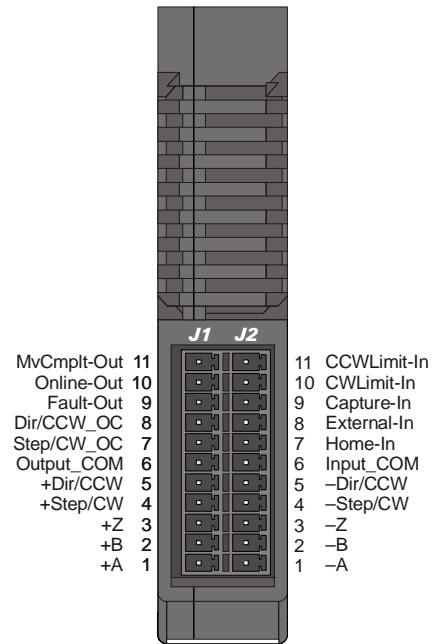 J1 J2
MvCmplt-Out 11 11 CCWLimit-In
Online-Out 10 10 CWLimit-In
Fault-Out 9 9 Capture-In
Dir/CCW_OC 8 8 External-In
Step/CW_OC 7 7 Home-In
Output_COM 6 6 Input_COM
+Dir/CCW 5 5 –Dir/CCW
+Step/CW 4 4 –Step/CW
+Z 3 3 –Z
+B 2 2 –B
+A 1 1 –A